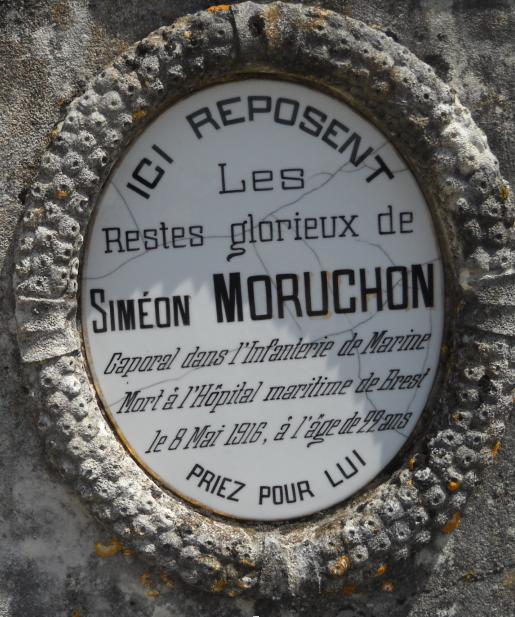 ICI REPOSENT
Les
Restes glorieux de
SIMÉON MORUCHON
Caporal dans l'Infanterie de Marine
Mort à l'Hôpital maritime de Brest
le 8 Mai 1916, à l'âge de 22 ans
PRIEZ POUR LUI